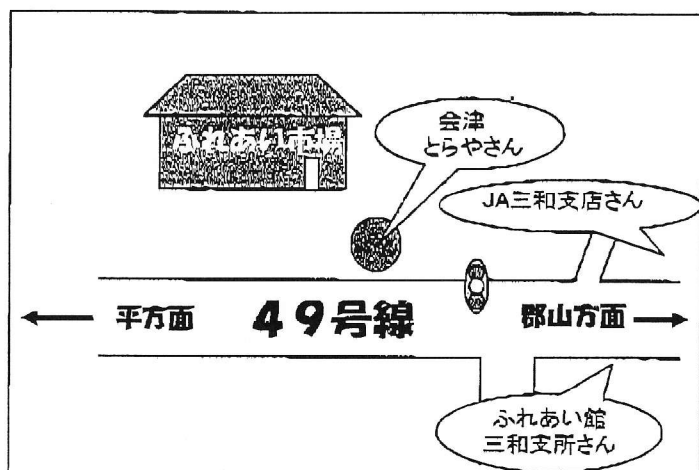 ふれあい市場
会津
とらやさん
JA三和支店さん
平方面
49号線
郡山方面
ふれあい館
三和支所さん